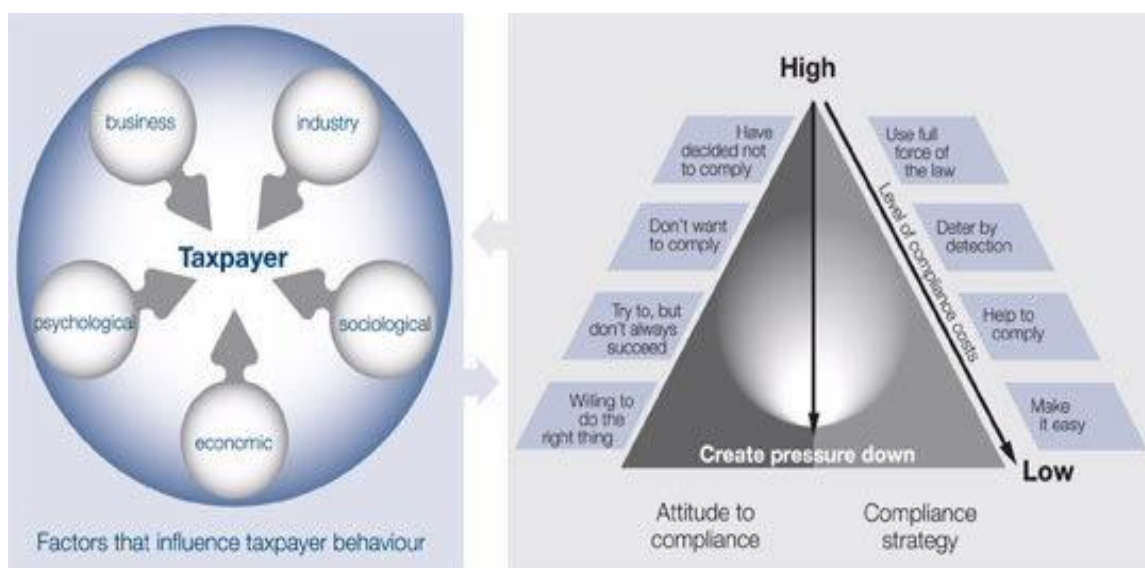 business
industry
Taxpayer
psychological
sociological
economic
Factors that influence taxpayer behaviour
High
Have
decided not
to comply
Don't want
to comply
Try to, but
don't always
succeed
Willing to
do the
right thing
Use full
force of
the law
Deter by
detection
Help to
comply
Make
it easy
Level of compliance costs
Create pressure down
Low
Attitude to
compliance
Compliance
strategy